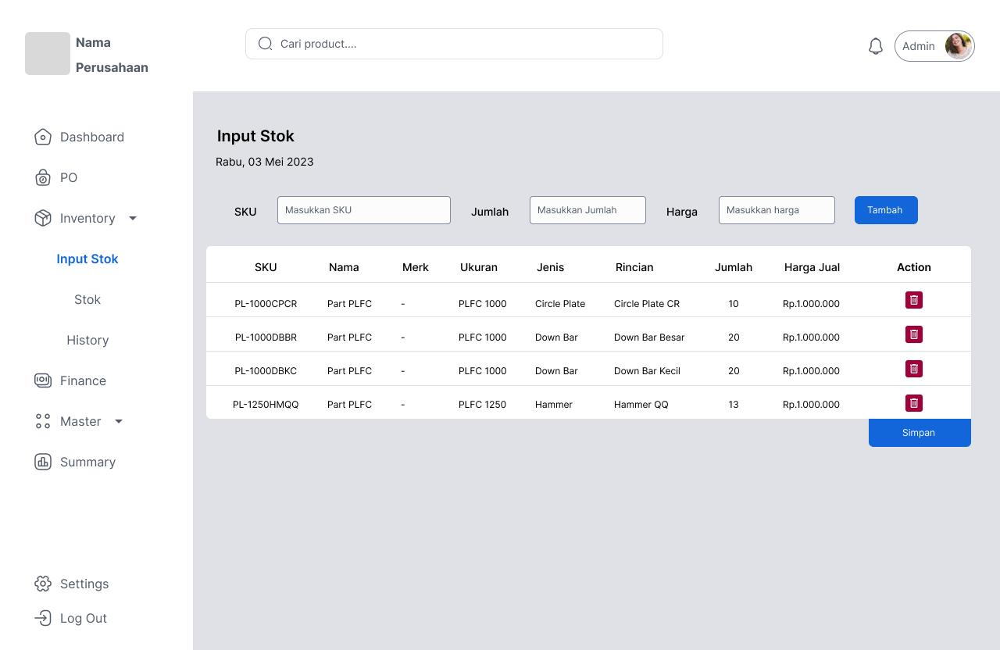 Nama
Perusahaan
Cari product....
Admin
Dashboard
PO
Inventory
Input Stok
Stok
History
Finance
Master
Summary
Settings
Log Out
Input Stok
Rabu, 03 Mei 2023
SKU Masukkan SKU Jumlah Masukkan Jumlah Harga Masukkan harga Tambah
SKU Nama Merk Ukuran Jenis Rincian Jumlah Harga Jual Action
PL-1000CPCR Part PLFC - PLFC 1000 Circle Plate Circle Plate CR 10 Rp.1.000.000
PL-1000DBBR Part PLFC - PLFC 1000 Down Bar Down Bar Besar 20 Rp.1.000.000
PL-1000DBKC Part PLFC - PLFC 1000 Down Bar Down Bar Kecil 20 Rp.1.000.000
PL-1250HMQQ Part PLFC - PLFC 1250 Hammer Hammer QQ 13 Rp.1.000.000
Simpan